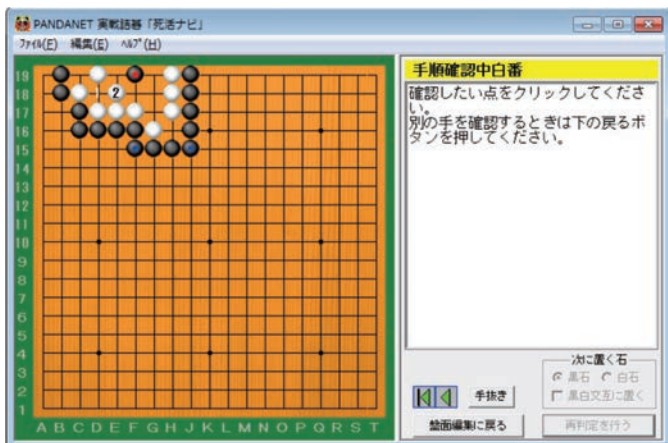 PANDANET 実戦詰碁「死活ナビ」
ファイル(F) 編集(E) ヘルプ(H)
手順確認中白番
確認したい点をクリックしてください。
別の手を確認するときは下の戻るボタンを押してください。
19
18
2
17
16
15
14
13
12
11
10
9
8
7
6
5
4
3
2
1
A B C D E F G H J K L M N O P Q R S T
手抜き
盤面編集に戻る
次に置く石
黒石 白石
黒白交互に置く
再判定を行う